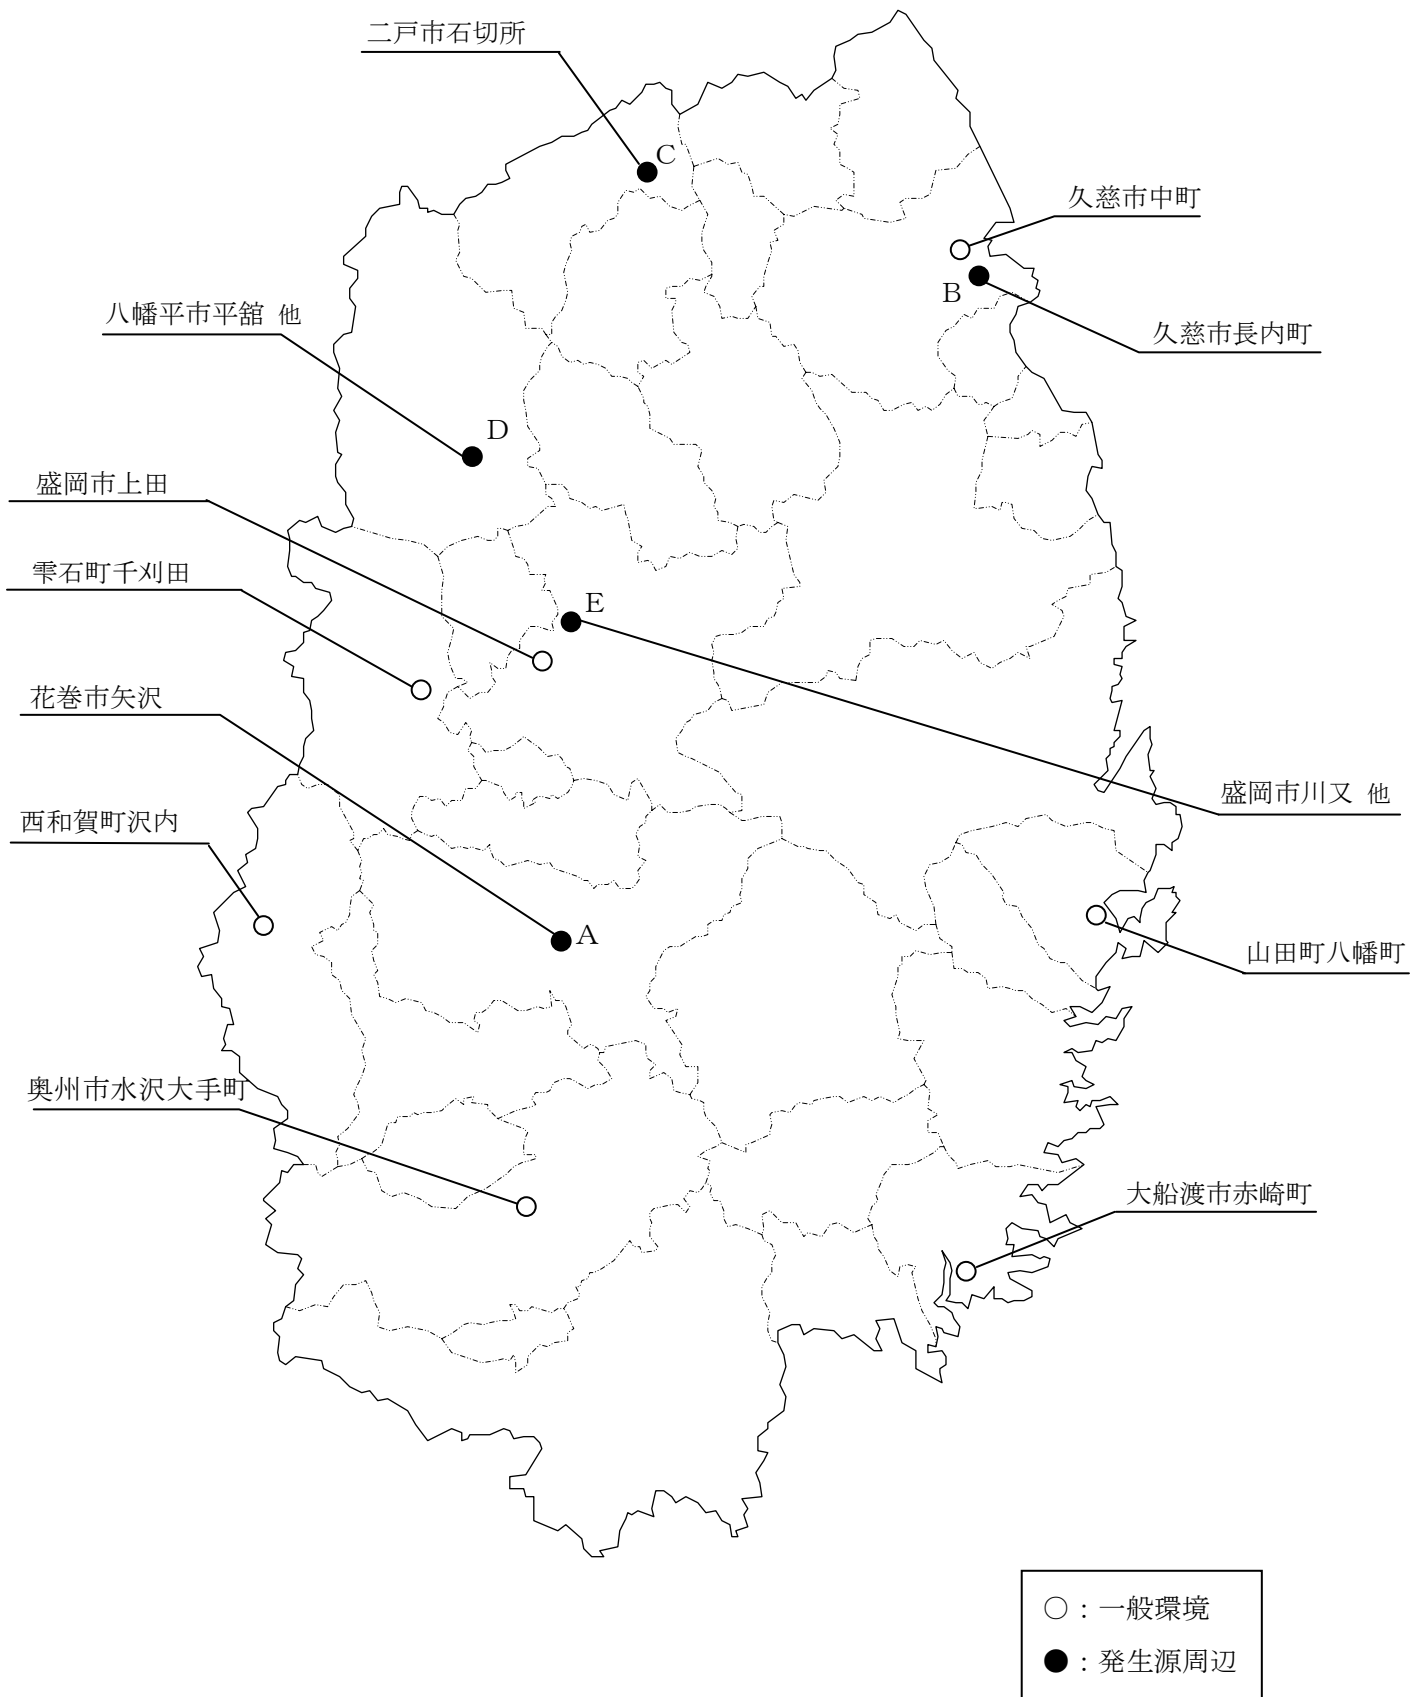 二戸市石切所
C
久慈市中町
B
八幡平市平舘 他
久慈市長内町
D
盛岡市上田
雫石町千刈田
E
花巻市矢沢
盛岡市川又 他
西和賀町沢内
A
山田町八幡町
奥州市水沢大手町
大船渡市赤崎町
○：一般環境
●：発生源周辺